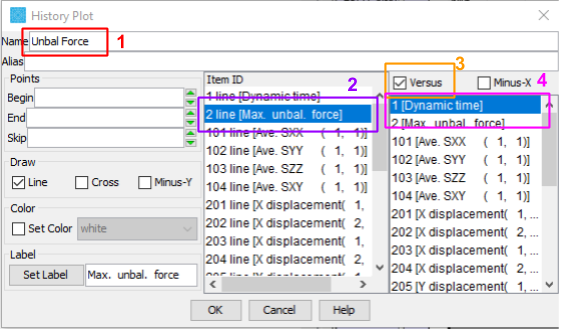 History Plot
Name Unbal Force 1
Alias
Points
Begin
End
Skip
Draw
Line Cross Minus-Y
Color
Set Color white
Label
Set Label Max. unbal. force
Item ID 2
1 line [Dynamic time]
2 line [Max. unbal. force]
101 line [Ave. SXX ( 1, 1)]
102 line [Ave. SYY ( 1, 1)]
103 line [Ave. SZZ ( 1, 1)]
104 line [Ave. SXY ( 1, 1)]
201 line [X displacement( 1,
202 line [X displacement( 2,
203 line [X displacement( 1,
204 line [X displacement( 2,
3
Versus Minus-X 4
1 [Dynamic time]
2 [Max. unbal. force]
101 [Ave. SXX ( 1, 1)]
102 [Ave. SYY ( 1, 1)]
103 [Ave. SZZ ( 1, 1)]
104 [Ave. SXY ( 1, 1)]
201 [X displacement( 1, ...
202 [X displacement( 2, ...
203 [X displacement( 1, ...
204 [X displacement( 2, ...
205 [Y displacement( 1, ...
OK Cancel Help